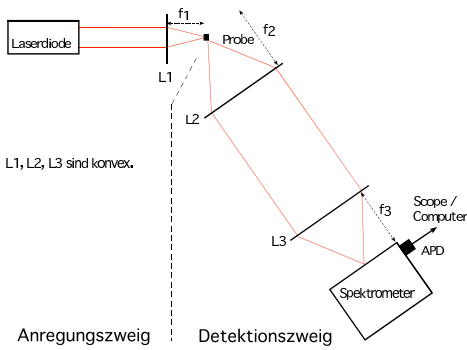 f1
f2
Laserdiode
Probe
L1
L2
L1, L2, L3 sind konvex.
f3
Scope /
Computer
L3
APD
Spektrometer
Anregungszweig
Detektionszweig